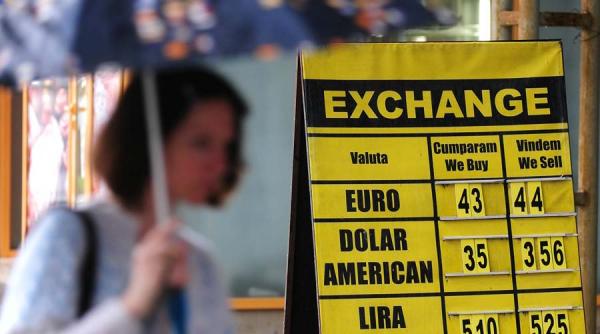 EXCHANGE
Valuta Cumparam We Buy Vindem We Sell
EURO 43 44
DOLAR AMERICAN 35 356
LIRA 510 525